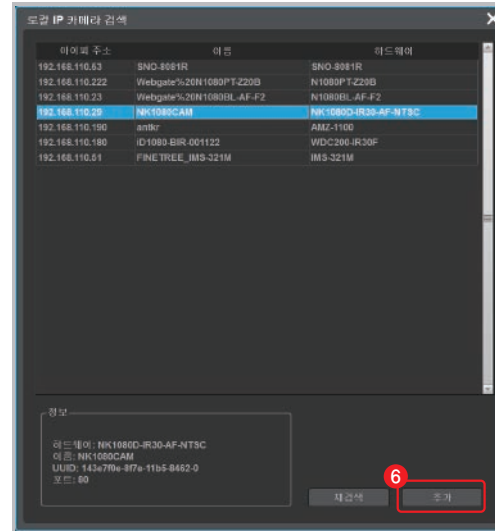 로컬 IP 카메라 검색
아이피 주소 이름 하드웨어
192.168.110.53 SNO-8081R SNO-8081R
192.168.110.222 Webgate%20N1080PT-Z20B N1080PT-Z20B
192.168.110.23 Webgate%20N1080BL-AF-F2 N1080BL-AF-F2
192.168.110.29 NK1080CAM NK1080D-IR30-AF-NTSC
192.168.110.190 antkr AMZ-1100
192.168.110.180 iD1080-BIR-001122 WDC200-IR30F
192.168.110.51 FINETREE_IMS-321M IMS-321M
정보
하드웨어: NK1080D-IR30-AF-NTSC
이름: NK1080CAM
UUID: 143e7f0e-8f7e-11b5-8462-0
포트: 80
6
재검색 추가